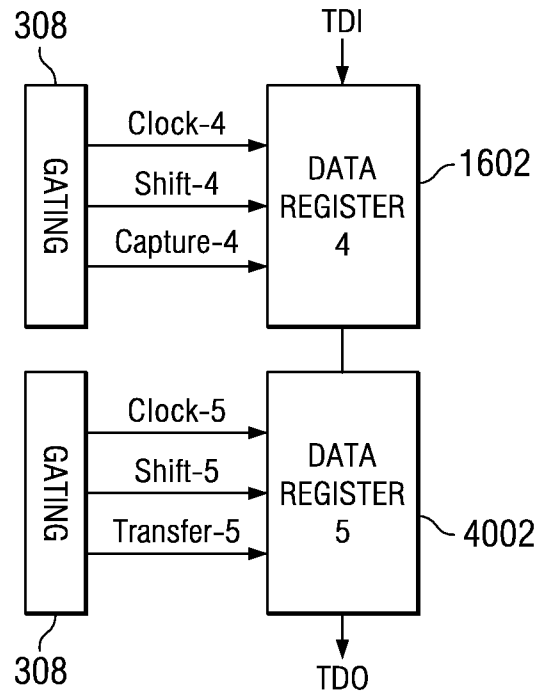 308
TDI
GATING
Clock-4
Shift-4
Capture-4
DATA
REGISTER
4
1602
GATING
Clock-5
Shift-5
Transfer-5
DATA
REGISTER
5
4002
308
TDO